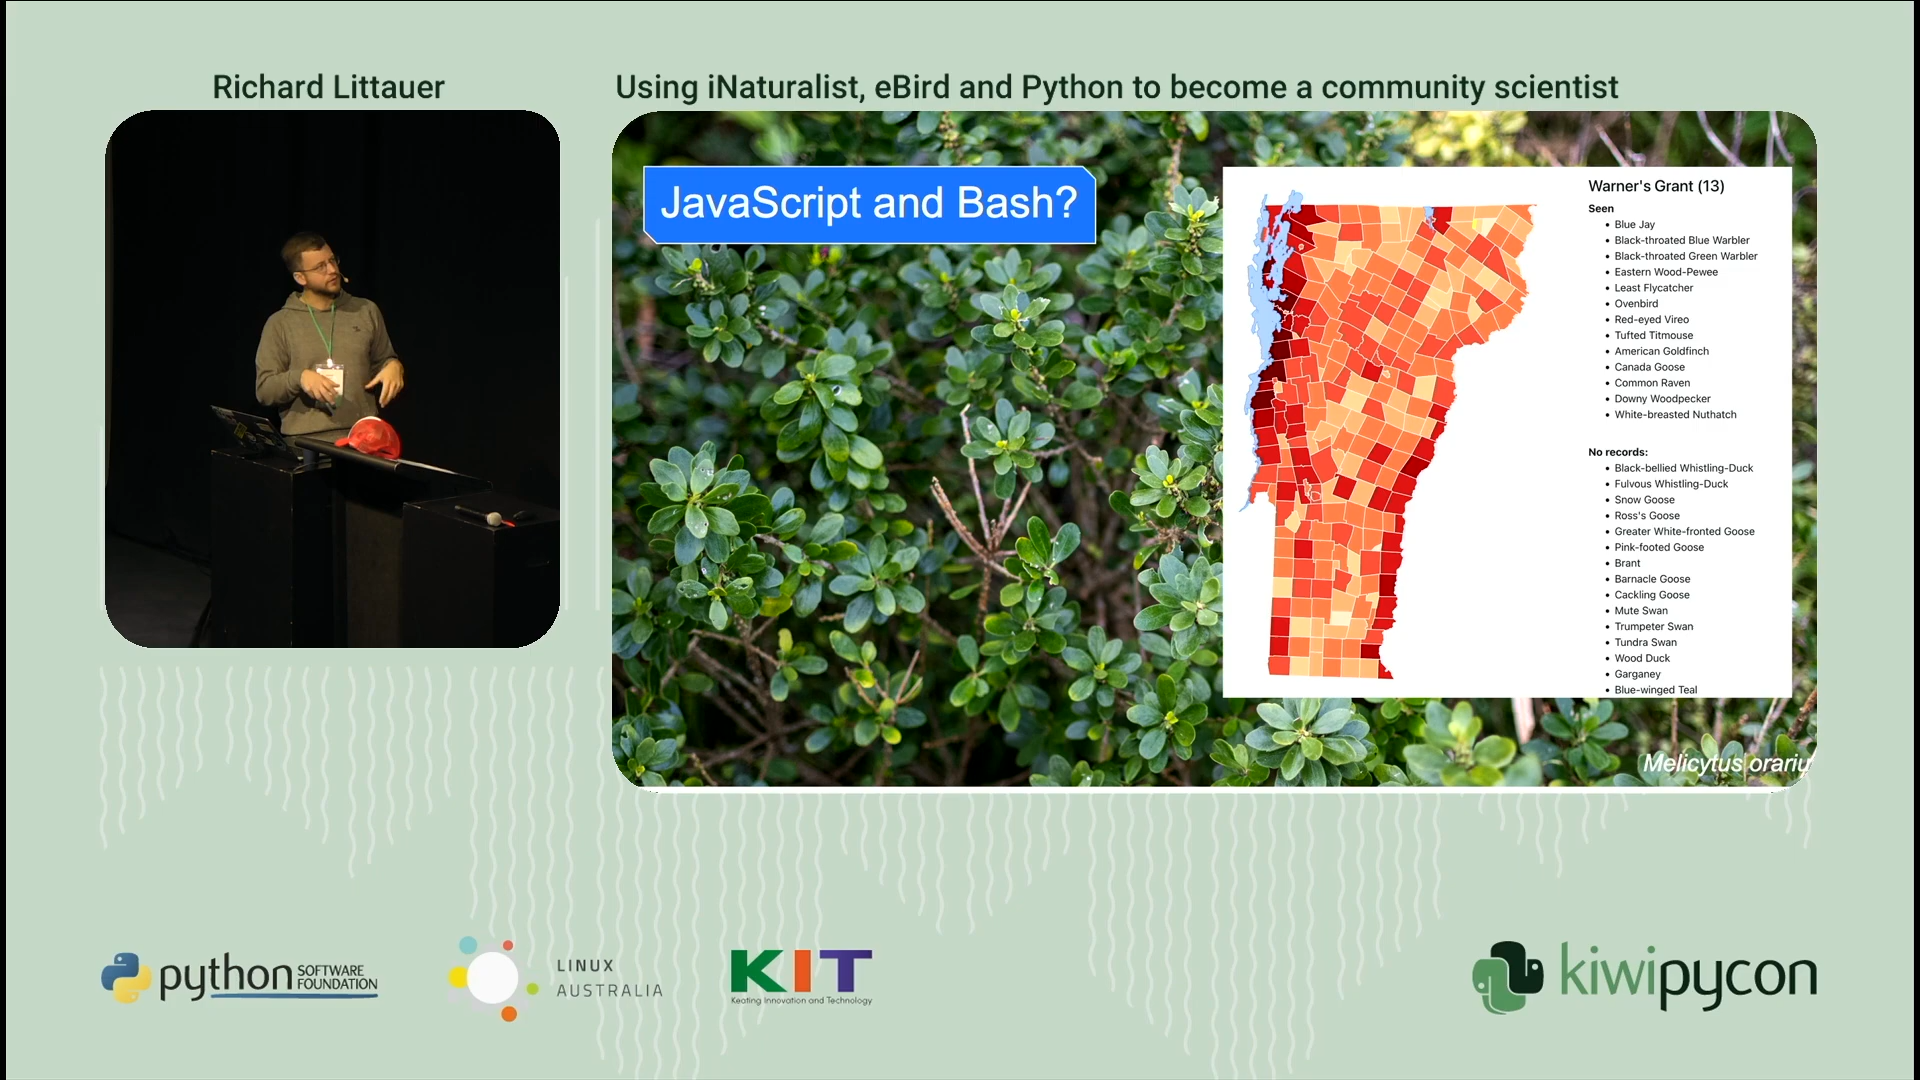 Richard Littauer
Using iNaturalist, eBird and Python to become a community scientist
JavaScript and Bash?
Warner's Grant (13)
Seen
Blue Jay
Black-throated Blue Warbler
Black-throated Green Warbler
Eastern Wood-Pewee
Least Flycatcher
Ovenbird
Red-eyed Vireo
Tufted Titmouse
American Goldfinch
Canada Goose
Common Raven
Downy Woodpecker
White-breasted Nuthatch
No records:
Black-bellied Whistling-Duck
Fulvous Whistling-Duck
Snow Goose
Ross's Goose
Greater White-fronted Goose
Pink-footed Goose
Brant
Barnacle Goose
Cackling Goose
Mute Swan
Trumpeter Swan
Tundra Swan
Wood Duck
Garganey
Blue-winged Teal
Melicytus orariu
python SOFTWARE
FOUNDATION
LINUX
AUSTRALIA
KIT
Keating Innovation and Technology
kiwipycon